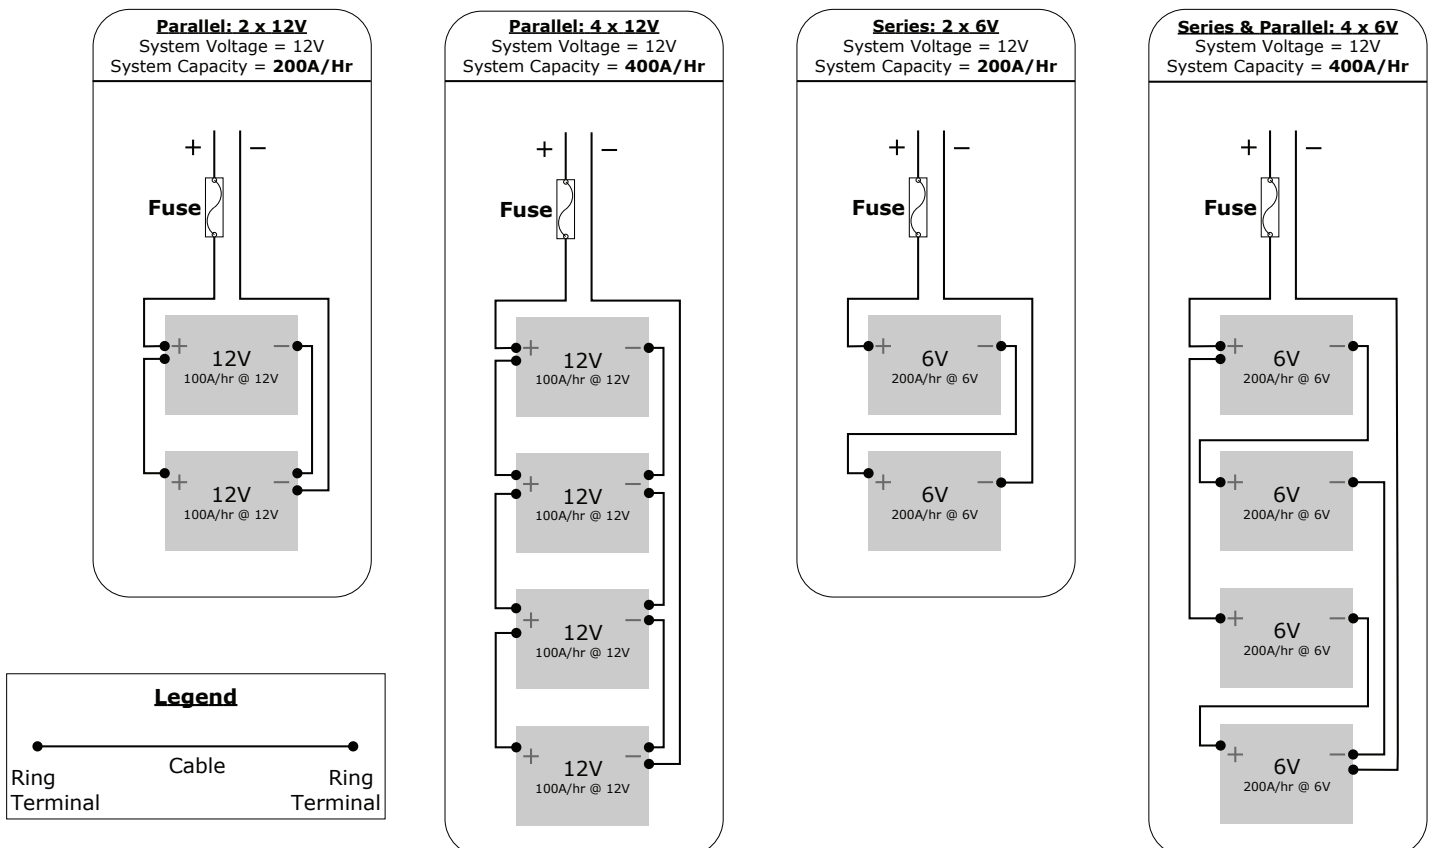 Parallel: 2 x 12V
System Voltage = 12V
System Capacity = 200A/Hr
+ −
Fuse
+ −
12V
100A/hr @ 12V
+ −
12V
100A/hr @ 12V
Parallel: 4 x 12V
System Voltage = 12V
System Capacity = 400A/Hr
+ −
Fuse
+ −
12V
100A/hr @ 12V
+ −
12V
100A/hr @ 12V
+ −
12V
100A/hr @ 12V
+ −
12V
100A/hr @ 12V
Series: 2 x 6V
System Voltage = 12V
System Capacity = 200A/Hr
+ −
Fuse
+ −
6V
200A/hr @ 6V
+ −
6V
200A/hr @ 6V
Series & Parallel: 4 x 6V
System Voltage = 12V
System Capacity = 400A/Hr
+ −
Fuse
+ −
6V
200A/hr @ 6V
+ −
6V
200A/hr @ 6V
+ −
6V
200A/hr @ 6V
+ −
6V
200A/hr @ 6V
Legend
Cable
Ring
Terminal
Ring
Terminal